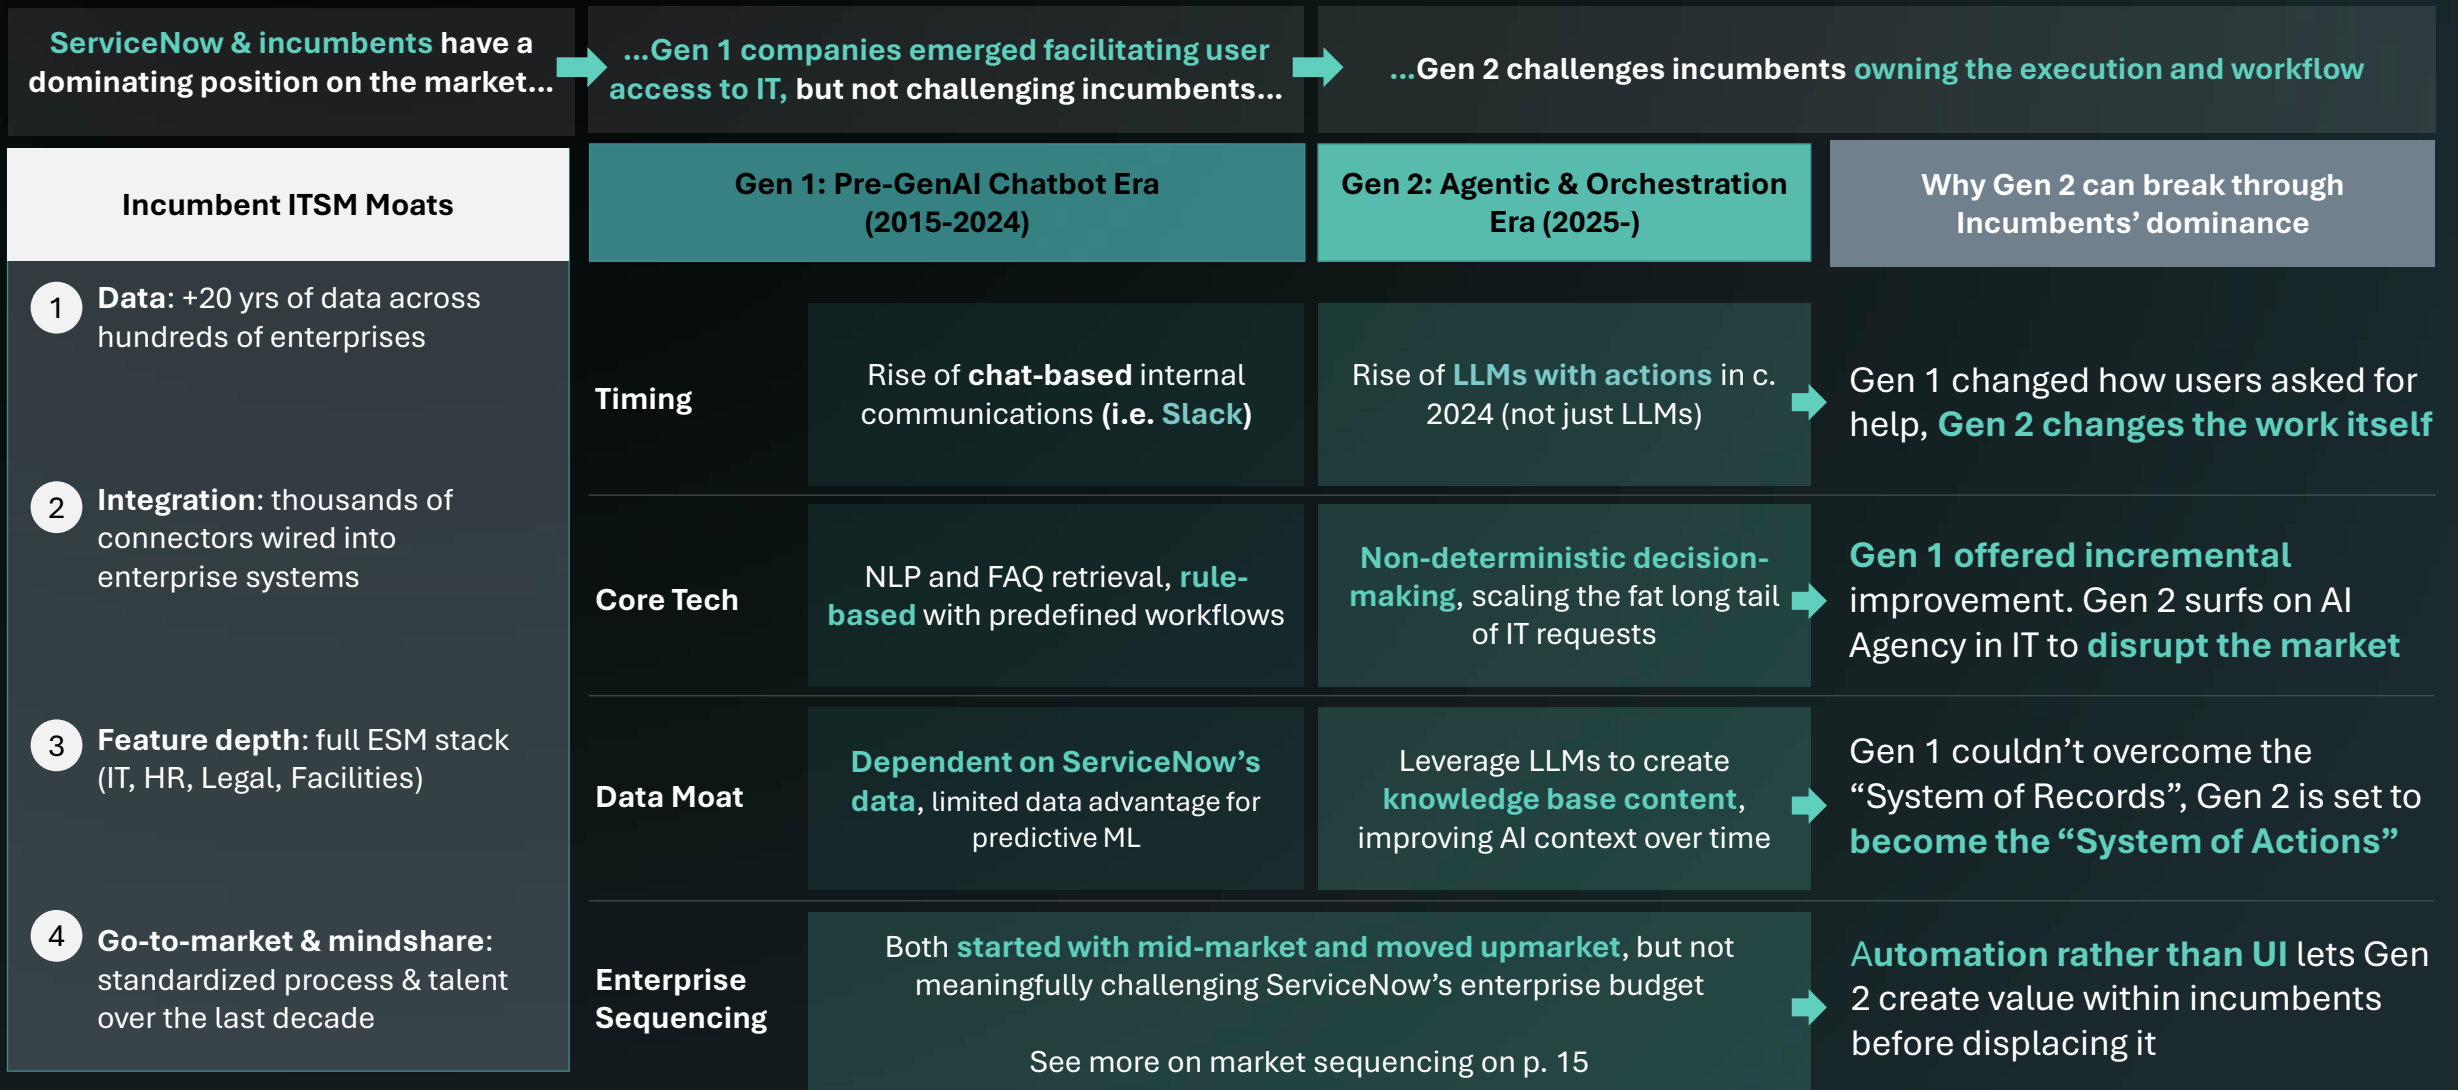 ServiceNow & incumbents have a
dominating position on the market...
...Gen 1 companies emerged facilitating user
access to IT, but not challenging incumbents...
...Gen 2 challenges incumbents owning the execution and workflow
Incumbent ITSM Moats
1
Data: +20 yrs of data across
hundreds of enterprises
2
Integration: thousands of
connectors wired into
enterprise systems
3
Feature depth: full ESM stack
(IT, HR, Legal, Facilities)
4
Go-to-market & mindshare:
standardized process & talent
over the last decade
Gen 1: Pre-GenAI Chatbot Era
(2015-2024)
Gen 2: Agentic & Orchestration
Era (2025-)
Why Gen 2 can break through
Incumbents’ dominance
Timing
Rise of chat-based internal
communications (i.e. Slack)
Rise of LLMs with actions in c.
2024 (not just LLMs)
Gen 1 changed how users asked for
help, Gen 2 changes the work itself
Core Tech
NLP and FAQ retrieval, rule-
based with predefined workflows
Non-deterministic decision-
making, scaling the fat long tail
of IT requests
Gen 1 offered incremental
improvement. Gen 2 surfs on AI
Agency in IT to disrupt the market
Data Moat
Dependent on ServiceNow’s
data, limited data advantage for
predictive ML
Leverage LLMs to create
knowledge base content,
improving AI context over time
Gen 1 couldn’t overcome the
“System of Records”, Gen 2 is set to
become the “System of Actions”
Enterprise
Sequencing
Both started with mid-market and moved upmarket, but not
meaningfully challenging ServiceNow’s enterprise budget
See more on market sequencing on p. 15
Automation rather than UI lets Gen
2 create value within incumbents
before displacing it